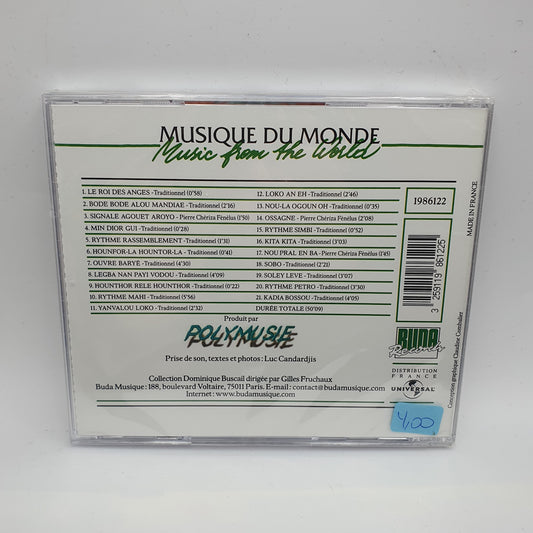 MUSIQUE DU MONDE
Music from the World
1. LE ROI DES ANGES -Traditionnel (0'58)
2. BODE BODE ALOU MANDIAE -Traditionnel (2'16)
3. SIGNALE AGOUET AROYO - Pierre Chériza Fénélus (1'50)
4. MIN DIOR GUI -Traditionnel (0'28)
5. RYTHME RASSEMBLEMENT -Traditionnel (1'31)
6. HOUNFOR-LA HOUNTOR-LA -Traditionnel (0'41)
7. OUVRE BARYE -Traditionnel (4'30)
8. LEGBA NAN PAYI VODOU -Traditionnel (4'09)
9. HOUNTHOR RELE HOUNTHOR -Traditionnel (0'22)
10. RYTHME MAHI -Traditionnel (5'56)
11. YANVALOU LOKO -Traditionnel (2'32)
12. LOKO AN EH -Traditionnel (2'46)
13. NOU-LA OGOUN OH -Traditionnel (0'35)
14. OSSAGNE - Pierre Chériza Fénélus (2'08)
15. RYTHME SIMBI -Traditionnel (0'52)
16. KITA KITA -Traditionnel (3'03)
17. NOU PRAL EN BA - Pierre Chériza Fénélus (1'45)
18. SOBO -Traditionnel (2'21)
19. SOLEY LEVE -Traditionnel (3'07)
20. RYTHME PETRO -Traditionnel (3'30)
21. KADIA BOSSOU -Traditionnel (4'05)
DURÉE TOTALE (50'09)
1986122
MADE IN FRANCE
3 259119 861225
Produit par
POLYMUSIE
Prise de son, textes et photos : Luc Candardjis
BUDA
Records
DISTRIBUTION
FRANCE
UNIVERSAL
Conception graphique Claudine Combalier
Collection Dominique Buscail dirigée par Gilles Fruchaux
Buda Musique : 188, boulevard Voltaire, 75011 Paris. E-mail : contact@budamusique.com
Internet : www.budamusique.com
4,00